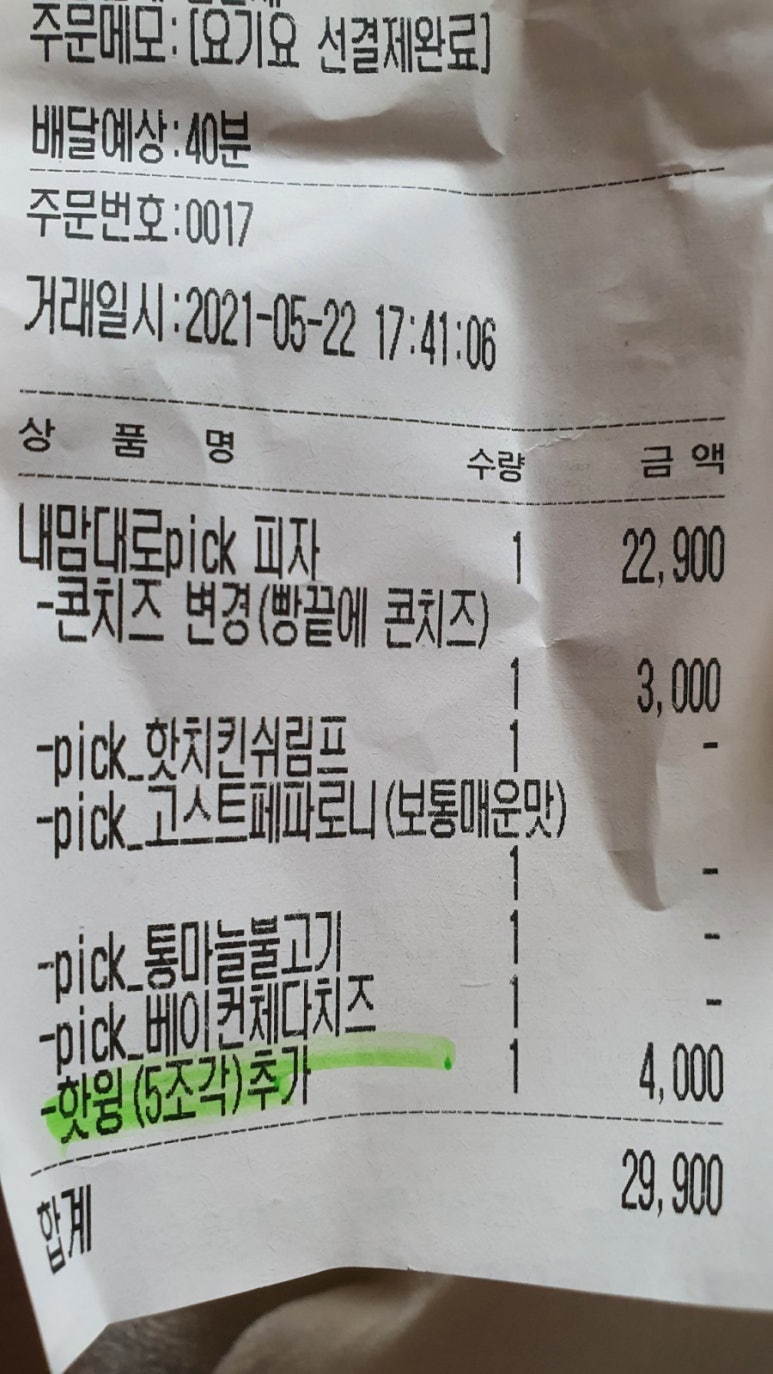 주문메모:[요기요 선결제완료]
배달예상:40분
주문번호:0017
거래일시:2021-05-22 17:41:06
상 품 명 수량 금 액
내맘대로pick 피자 1 22,900
-콘치즈 변경(빵끝에 콘치즈)
1 3,000
-pick_핫치킨쉬림프 1 -
-pick_고스트페파로니(보통매운맛)
1 -
-pick_통마늘불고기 1 -
-pick_베이컨체다치즈 1 -
-핫윙(5조각)추가 1 4,000
합계 29,900